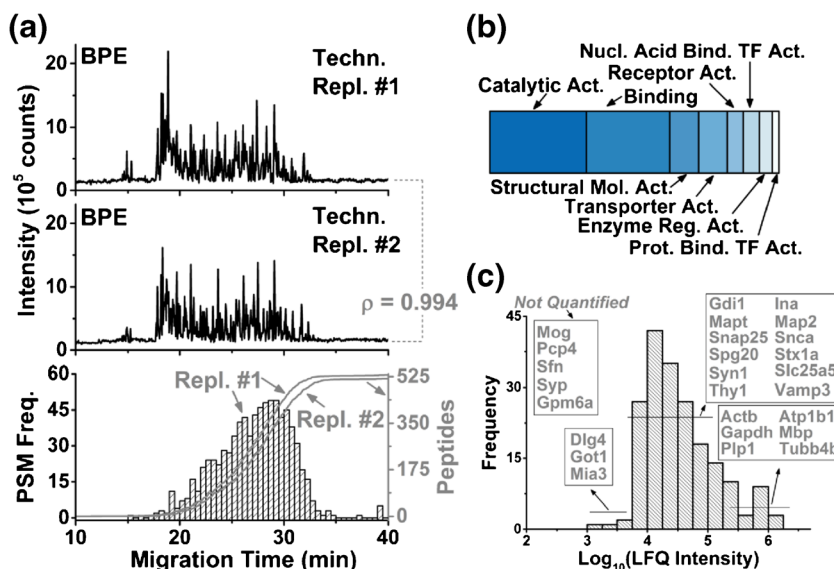 (a)
BPE
Techn.
Repl. #1
20
10
0
BPE
Techn.
Repl. #2
20
10
0
Intensity (10⁵ counts)
ρ = 0.994
60
45
30
15
0
PSM Freq.
Repl. #1
Repl. #2
525
350
175
0
Peptides
10
20
30
40
Migration Time (min)
(b)
Nucl. Acid Bind. TF Act.
Receptor Act.
Catalytic Act.
Binding
Structural Mol. Act.
Transporter Act.
Enzyme Reg. Act.
Prot. Bind. TF Act.
(c)
Not Quantified
Mog
Pcp4
Sfn
Syp
Gpm6a
Gdi1 Ina
Mapt Map2
Snap25 Snca
Spg20 Stx1a
Syn1 Slc25a5
Thy1 Vamp3
Dlg4
Got1
Mia3
Actb Atp1b1
Gapdh Mbp
Plp1 Tubb4b
45
30
15
0
Frequency
2
3
4
5
6
Log₁₀(LFQ Intensity)